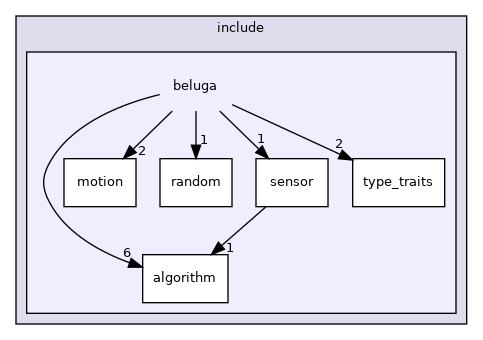 include
beluga
2 1 1 2
motion random sensor type_traits
6 1
algorithm